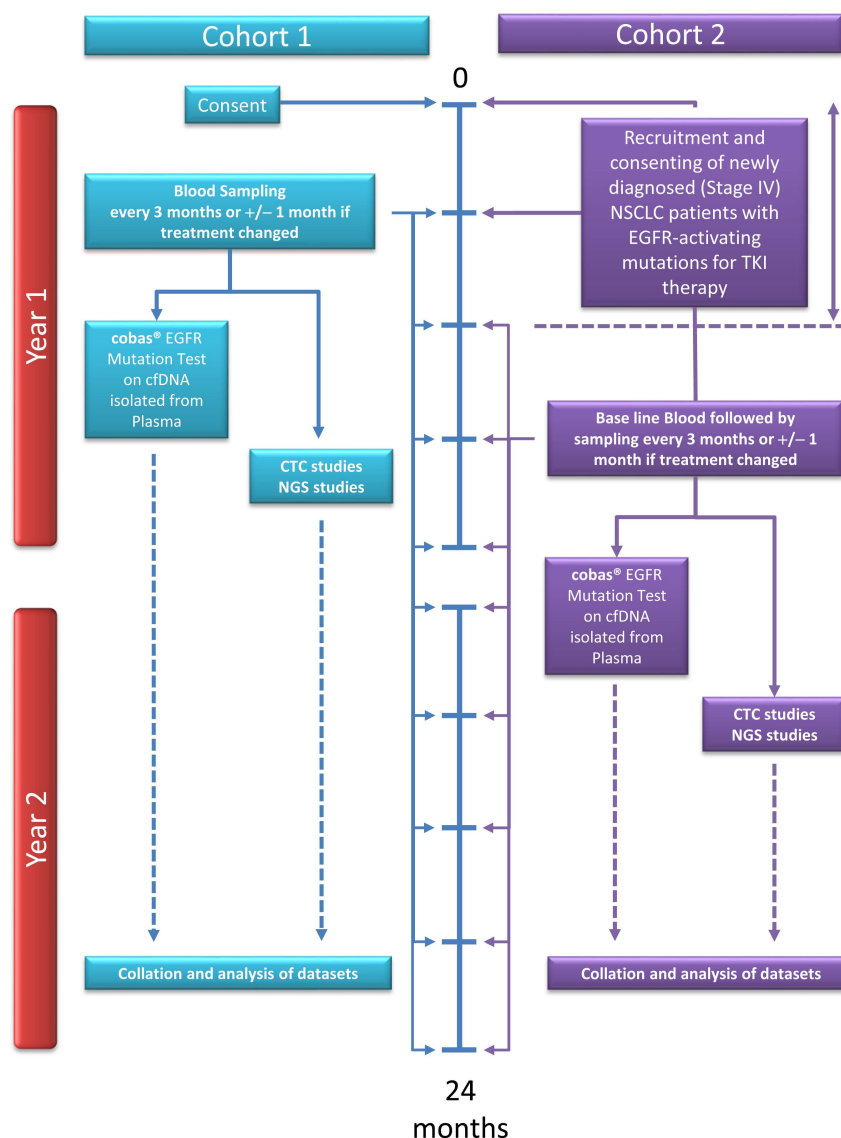 Cohort 1
Cohort 2
0
Consent
Year 1
Blood Sampling
every 3 months or +/– 1 month if
treatment changed
Recruitment and
consenting of newly
diagnosed (Stage IV)
NSCLC patients with
EGFR-activating
mutations for TKI
therapy
cobas® EGFR
Mutation Test
on cfDNA
isolated from
Plasma
CTC studies
NGS studies
Base line Blood followed by
sampling every 3 months or +/– 1
month if treatment changed
cobas® EGFR
Mutation Test
on cfDNA
isolated from
Plasma
CTC studies
NGS studies
Year 2
Collation and analysis of datasets
Collation and analysis of datasets
24
months